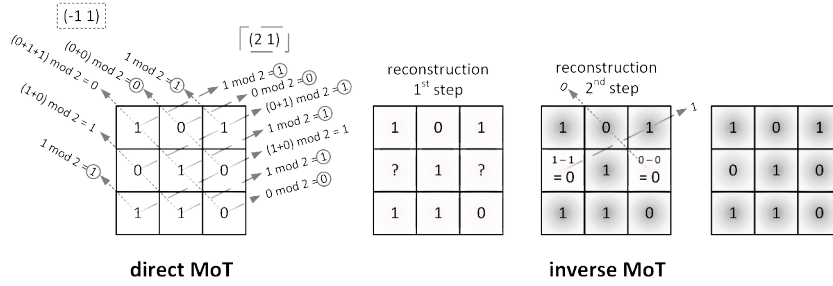 (-1 1)
(2 1)
(0+1+1) mod 2 = 0
(0+0) mod 2 = 0
1 mod 2 = 1
(1+0) mod 2 = 1
1 mod 2 = 1
1 mod 2 = 1
0 mod 2 = 0
(0+1) mod 2 = 1
1 mod 2 = 1
(1+0) mod 2 = 1
1 mod 2 = 1
0 mod 2 = 0
1 0 1
0 1 0
1 1 0
direct MoT
reconstruction
1st step
1 0 1
? 1 ?
1 1 0
reconstruction
2nd step
0
1
1 0 1
1–1 0–0
= 0 1 = 0
1 1 0
1 0 1
0 1 0
1 1 0
inverse MoT